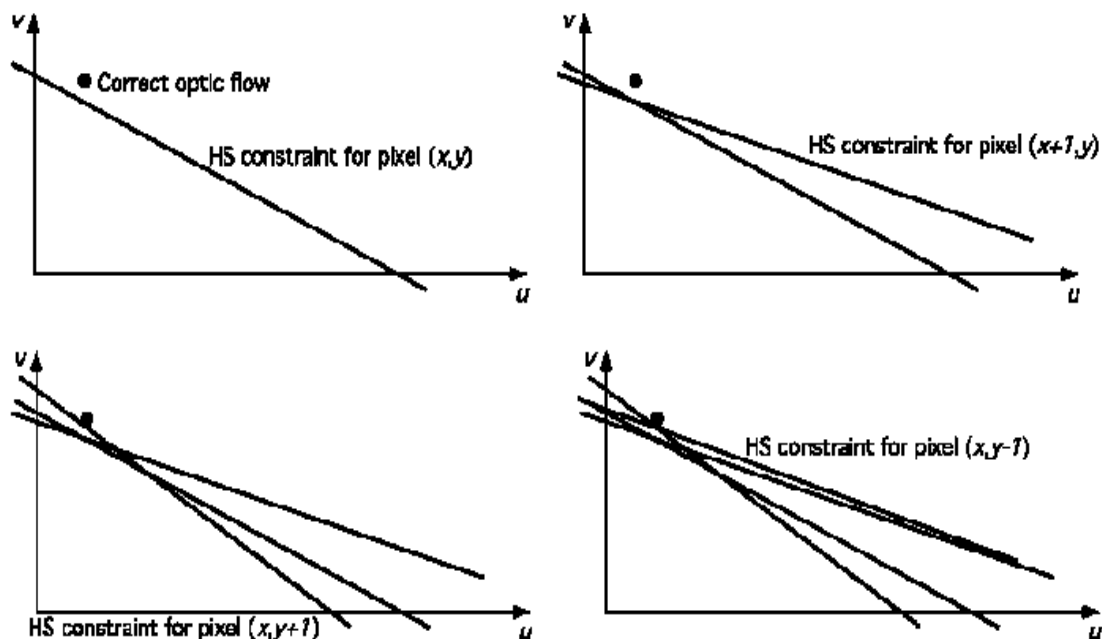 v
Correct optic flow
HS constraint for pixel (x,y)
u
v
HS constraint for pixel (x+1,y)
u
v
HS constraint for pixel (x,y+1)
u
v
HS constraint for pixel (x,y-1)
u